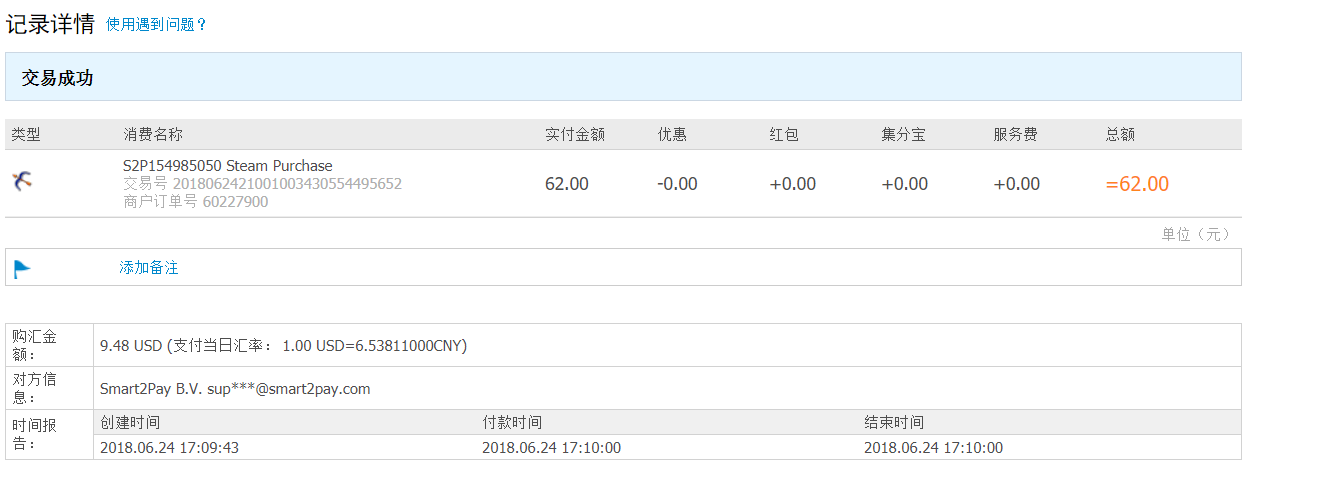 记录详情 使用遇到问题？
交易成功
类型 消费名称 实付金额 优惠 红包 集分宝 服务费 总额
S2P154985050 Steam Purchase
交易号 2018062421001003430554495652
商户订单号 60227900
62.00 -0.00 +0.00 +0.00 +0.00 =62.00
单位（元）
添加备注
购汇金
额：
9.48 USD (支付当日汇率： 1.00 USD=6.53811000CNY)
对方信
息：
Smart2Pay B.V. sup***@smart2pay.com
时间报
告：
创建时间 付款时间 结束时间
2018.06.24 17:09:43 2018.06.24 17:10:00 2018.06.24 17:10:00